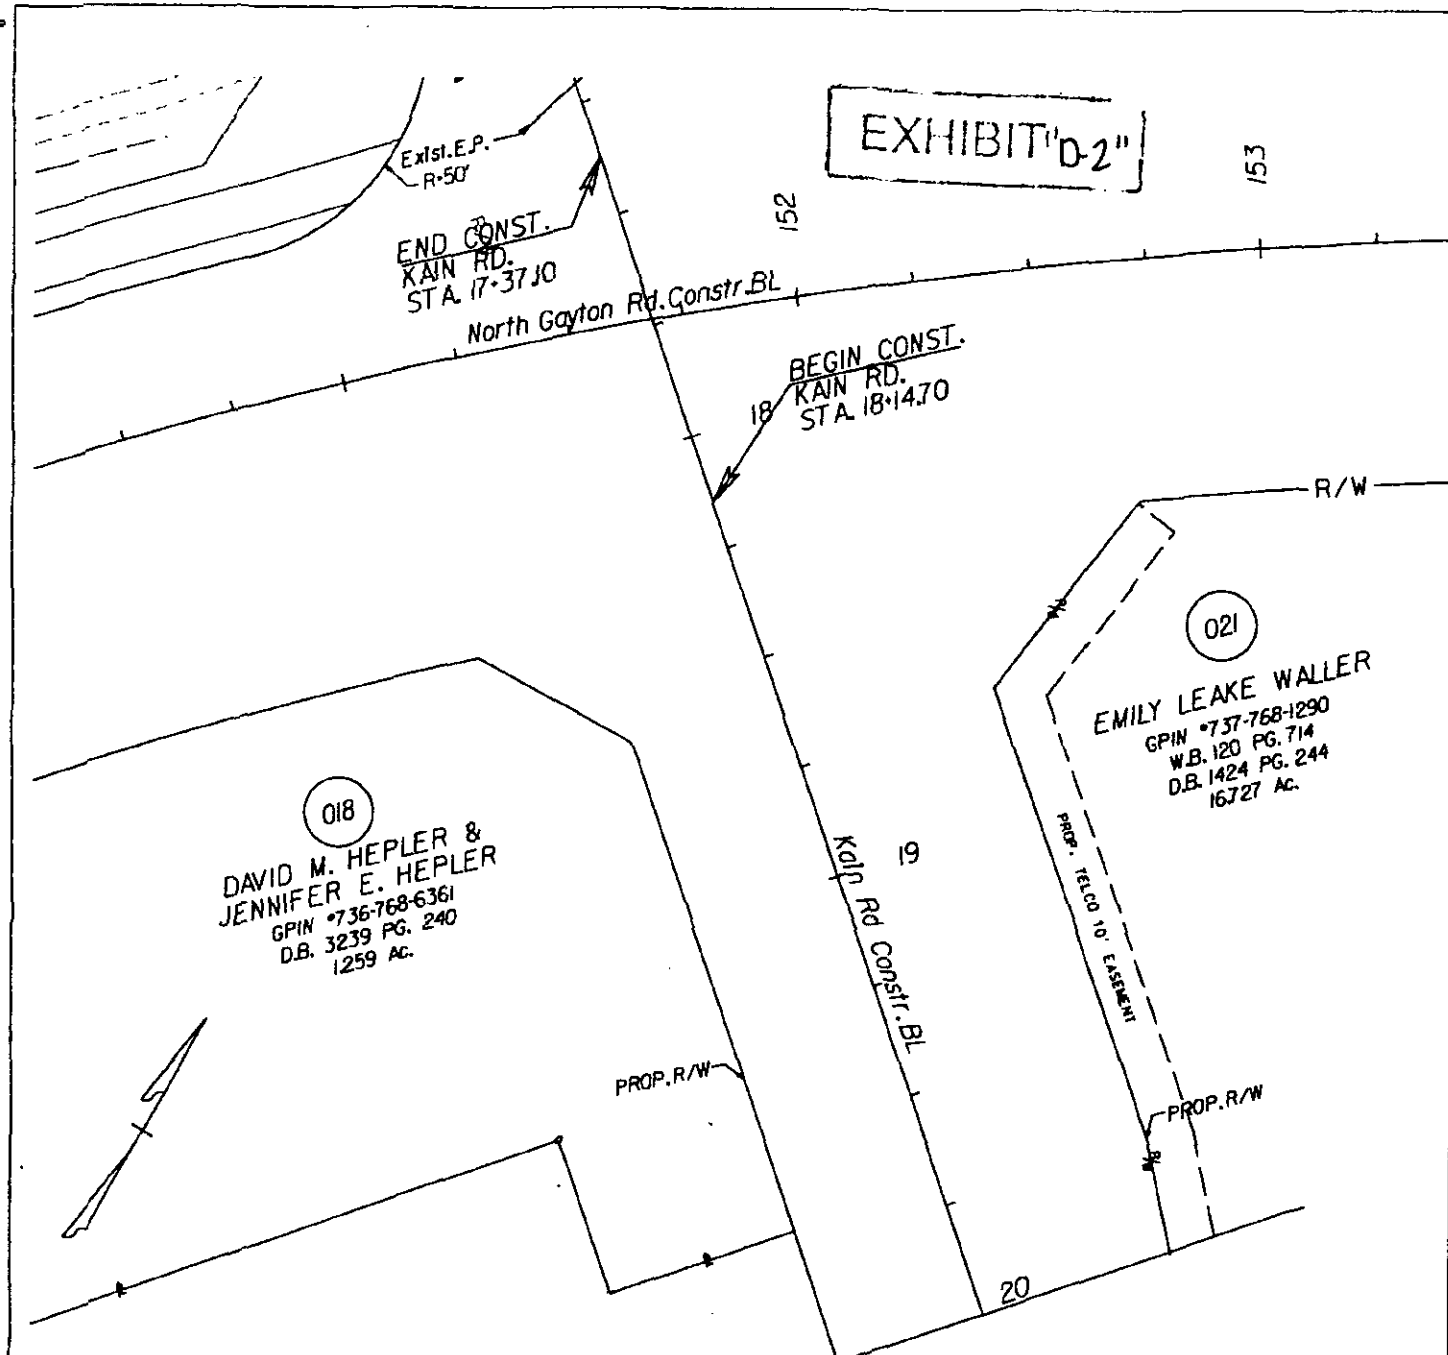 EXHIBIT "D-2"
153
152
Exist. E.P.
R=50'
END CONST.
KAIN RD.
STA. 17+37.10
North Gayton Rd. Constr. BL
BEGIN CONST.
KAIN RD.
STA. 18+14.70
18
R/W
021
EMILY LEAKE WALLER
GPIN #737-768-1290
W.B. 120 PG. 714
D.B. 1424 PG. 244
16.727 Ac.
018
DAVID M. HEPLER &
JENNIFER E. HEPLER
GPIN #736-768-6361
D.B. 3239 PG. 240
1.259 Ac.
19
Kain Rd Constr. BL
PROP. TELCO 10' EASEMENT
PROP. R/W
PROP. R/W
20